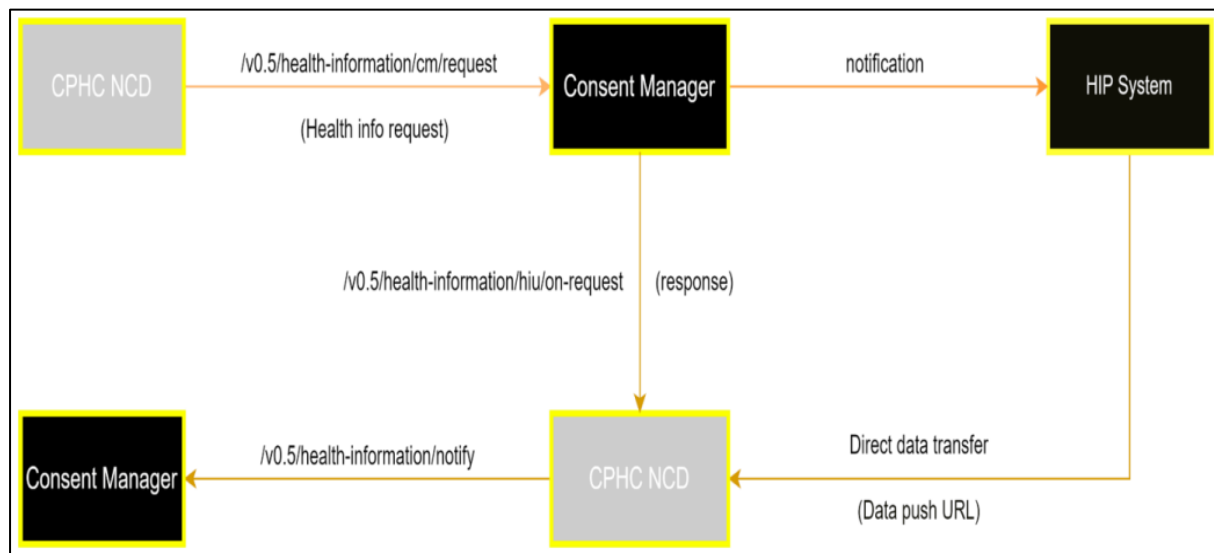 /v0.5/health-information/cm/request
notification
CPHC NCD
Consent Manager
HIP System
(Health info request)
/v0.5/health-information/hiu/on-request
(response)
Direct data transfer
/v0.5/health-information/notify
Consent Manager
CPHC NCD
(Data push URL)